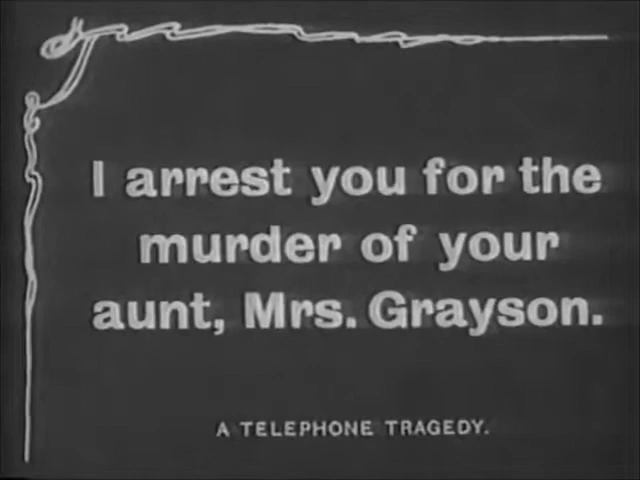 I arrest you for the
murder of your
aunt, Mrs. Grayson.
A TELEPHONE TRAGEDY.